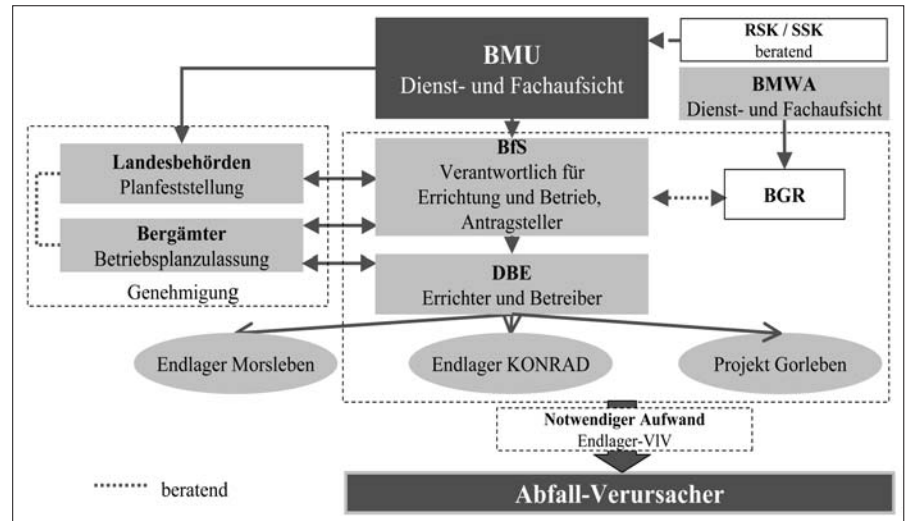 BMU
Dienst- und Fachaufsicht
RSK / SSK
beratend
BMWA
Dienst- und Fachaufsicht
Landesbehörden
Planfeststellung
Bergämter
Betriebsplanzulassung
Genehmigung
BfS
Verantwortlich für
Errichtung und Betrieb,
Antragsteller
BGR
DBE
Errichter und Betreiber
Endlager Morsleben
Endlager KONRAD
Projekt Gorleben
Notwendiger Aufwand
Endlager-VlV
Abfall-Verursacher
beratend